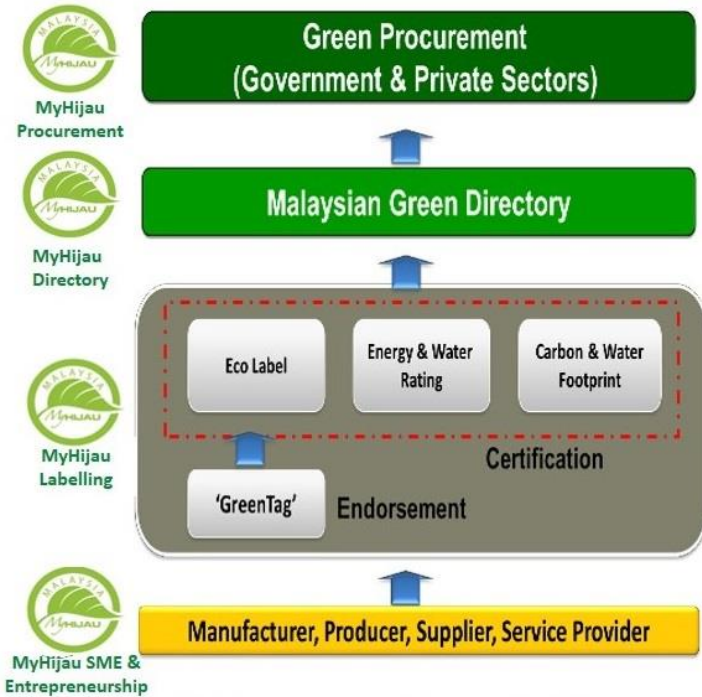 MALAYSIA
MyHIJAU
MyHijau
Procurement
Green Procurement
(Government & Private Sectors)
MALAYSIA
MyHIJAU
MyHijau
Directory
Malaysian Green Directory
Eco Label
Energy & Water
Rating
Carbon & Water
Footprint
MALAYSIA
MyHIJAU
MyHijau
Labelling
Certification
'GreenTag'
Endorsement
MALAYSIA
MyHIJAU
MyHijau SME &
Entrepreneurship
Manufacturer, Producer, Supplier, Service Provider